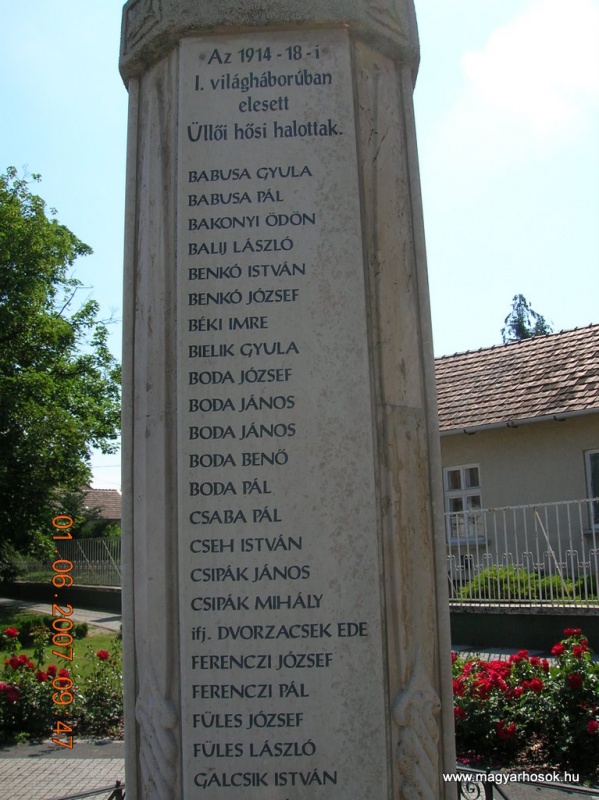 Az 1914-18-i
I. világháborúban
elesett
Üllői hősi halottak.
BABUSA GYULA
BABUSA PÁL
BAKONYI ÖDÖN
BALIJ LÁSZLÓ
BENKÓ ISTVÁN
BENKÓ JÓZSEF
BÉKI IMRE
BIELIK GYULA
BODA JÓZSEF
BODA JÁNOS
BODA JÁNOS
BODA BENŐ
BODA PÁL
CSABA PÁL
CSEH ISTVÁN
CSIPÁK JÁNOS
CSIPÁK MIHÁLY
ifj. DVORZACSEK EDE
FERENCZI JÓZSEF
FERENCZI PÁL
FÜLES JÓZSEF
FÜLES LÁSZLÓ
GALCSIK ISTVÁN
01.06.2007 09:47
www.magyarhosok.hu